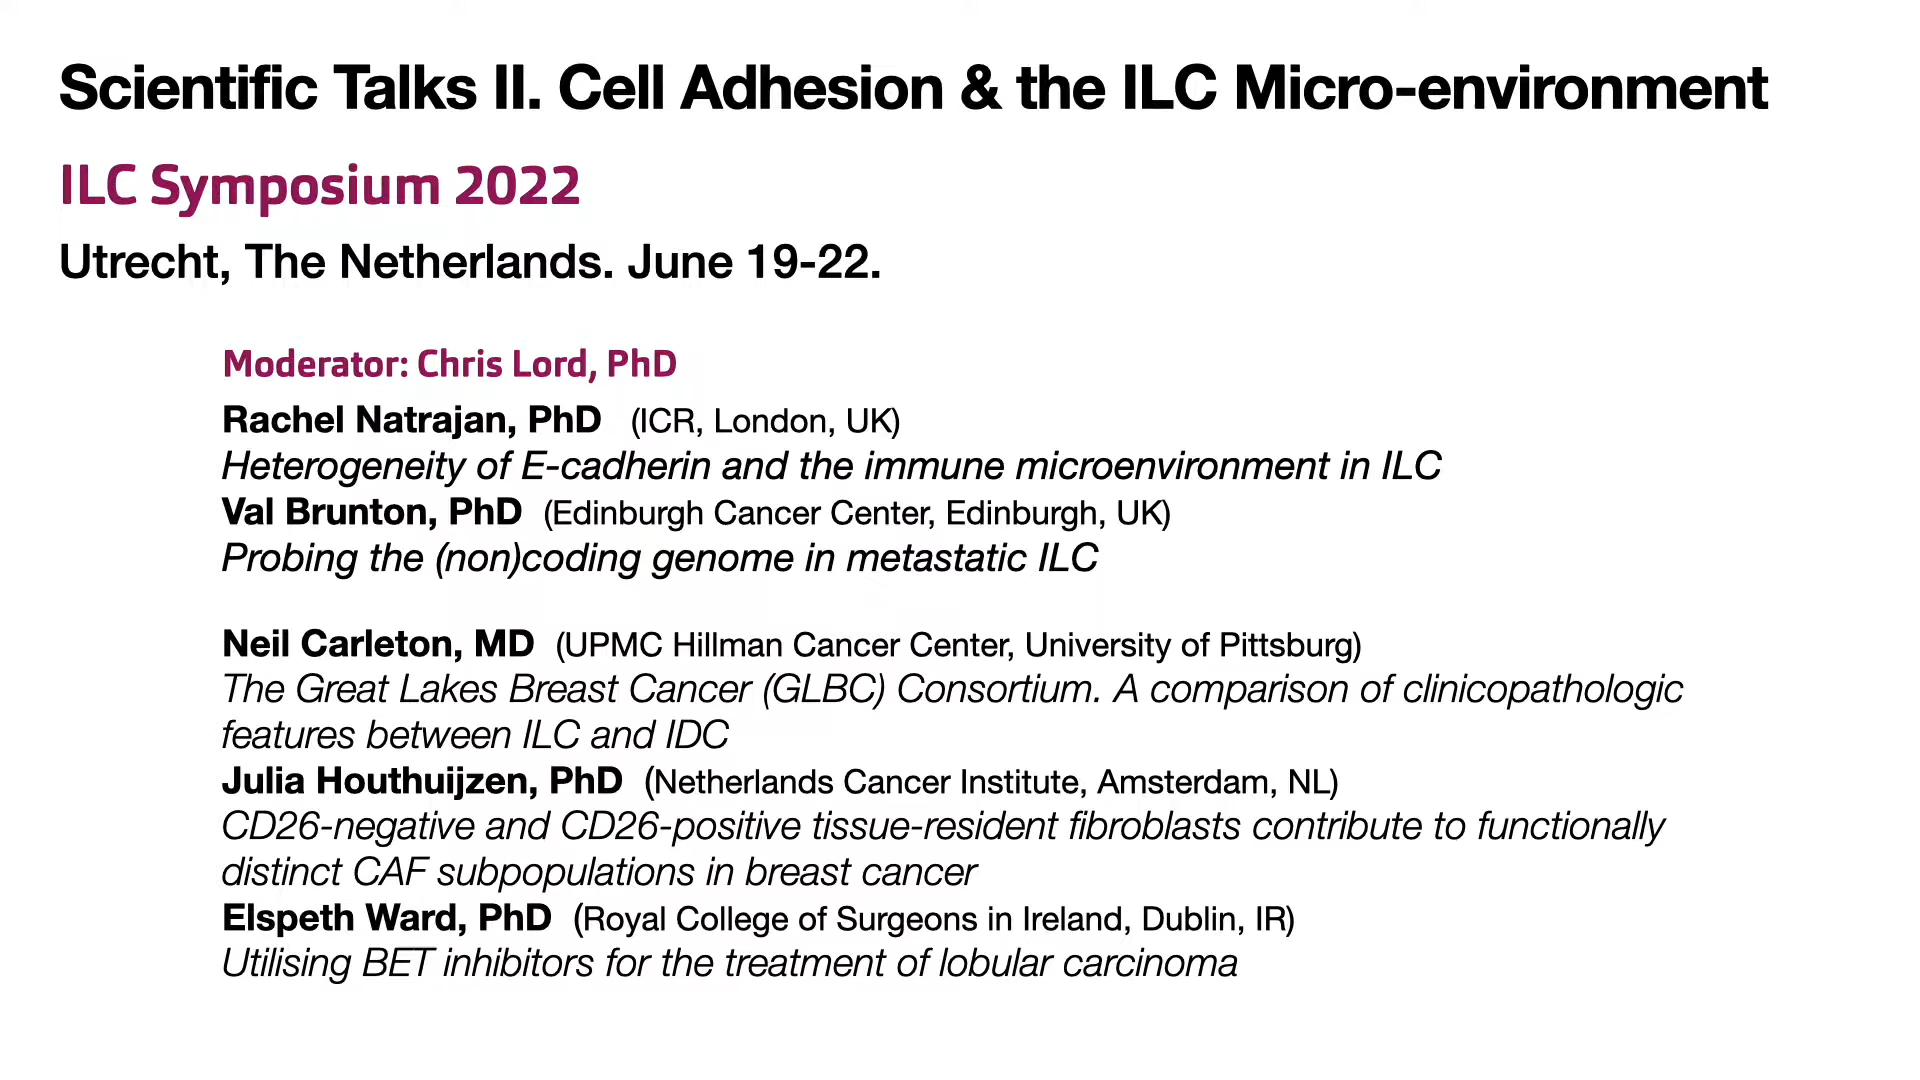 Scientific Talks II. Cell Adhesion & the ILC Micro-environment
ILC Symposium 2022
Utrecht, The Netherlands. June 19-22.
Moderator: Chris Lord, PhD
Rachel Natrajan, PhD (ICR, London, UK)
Heterogeneity of E-cadherin and the immune microenvironment in ILC
Val Brunton, PhD (Edinburgh Cancer Center, Edinburgh, UK)
Probing the (non)coding genome in metastatic ILC
Neil Carleton, MD (UPMC Hillman Cancer Center, University of Pittsburg)
The Great Lakes Breast Cancer (GLBC) Consortium. A comparison of clinicopathologic
features between ILC and IDC
Julia Houthuijzen, PhD (Netherlands Cancer Institute, Amsterdam, NL)
CD26-negative and CD26-positive tissue-resident fibroblasts contribute to functionally
distinct CAF subpopulations in breast cancer
Elspeth Ward, PhD (Royal College of Surgeons in Ireland, Dublin, IR)
Utilising BET inhibitors for the treatment of lobular carcinoma